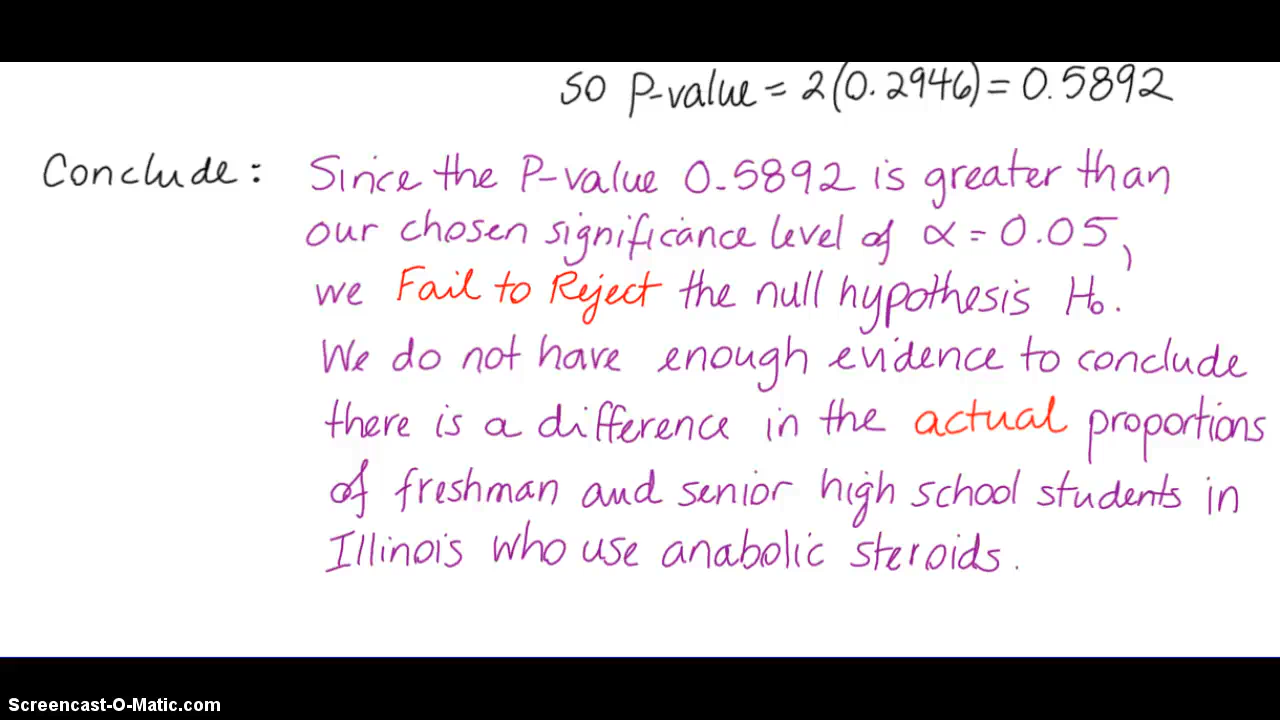 so P-value = 2(0.2946) = 0.5892
Conclude: Since the P-value 0.5892 is greater than
our chosen significance level of α = 0.05,
we Fail to Reject the null hypothesis H₀.
We do not have enough evidence to conclude
there is a difference in the actual proportions
of freshman and senior high school students in
Illinois who use anabolic steroids.
Screencast-O-Matic.com